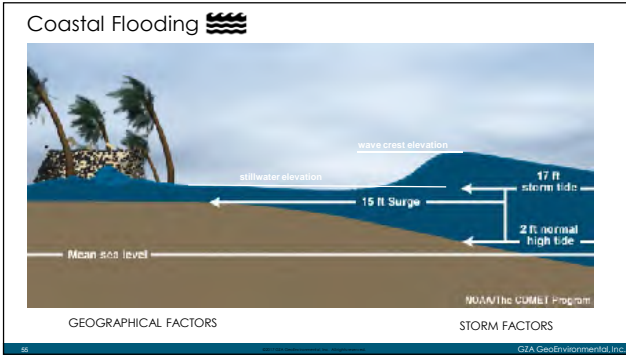 Coastal Flooding
wave crest elevation
stillwater elevation
17 ft
storm tide
15 ft Surge
2 ft normal
high tide
Mean sea level
NOAA/The COMET Program
GEOGRAPHICAL FACTORS
STORM FACTORS
GZA GeoEnvironmental, Inc.